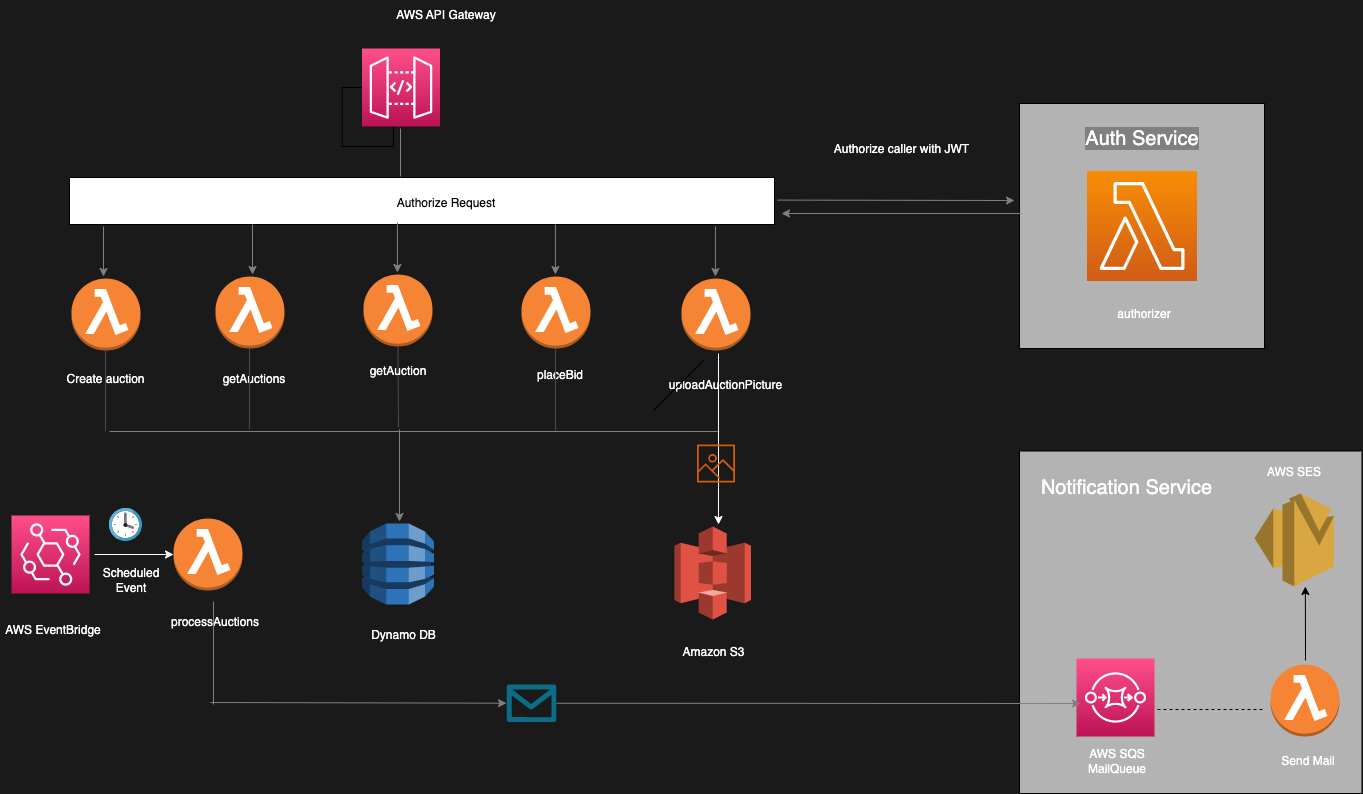 AWS API Gateway
</>
Auth Service
Authorize caller with JWT
Authorize Request
authorizer
Create auction
getAuctions
getAuction
placeBid
uploadAuctionPicture
Notification Service
AWS SES
Scheduled
Event
AWS EventBridge
processAuctions
Dynamo DB
Amazon S3
AWS SQS
MailQueue
Send Mail